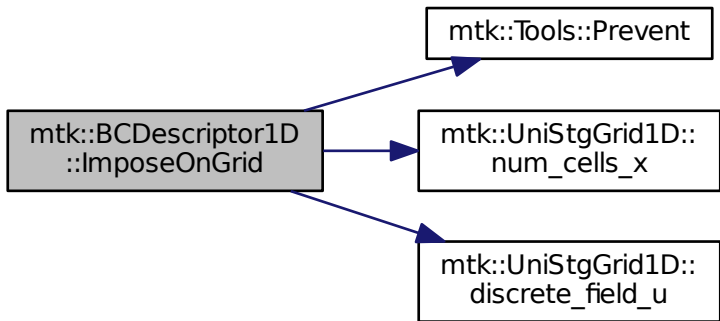 mtk::Tools::Prevent
mtk::BCDescriptor1D
::ImposeOnGrid
mtk::UniStgGrid1D::
num_cells_x
mtk::UniStgGrid1D::
discrete_field_u